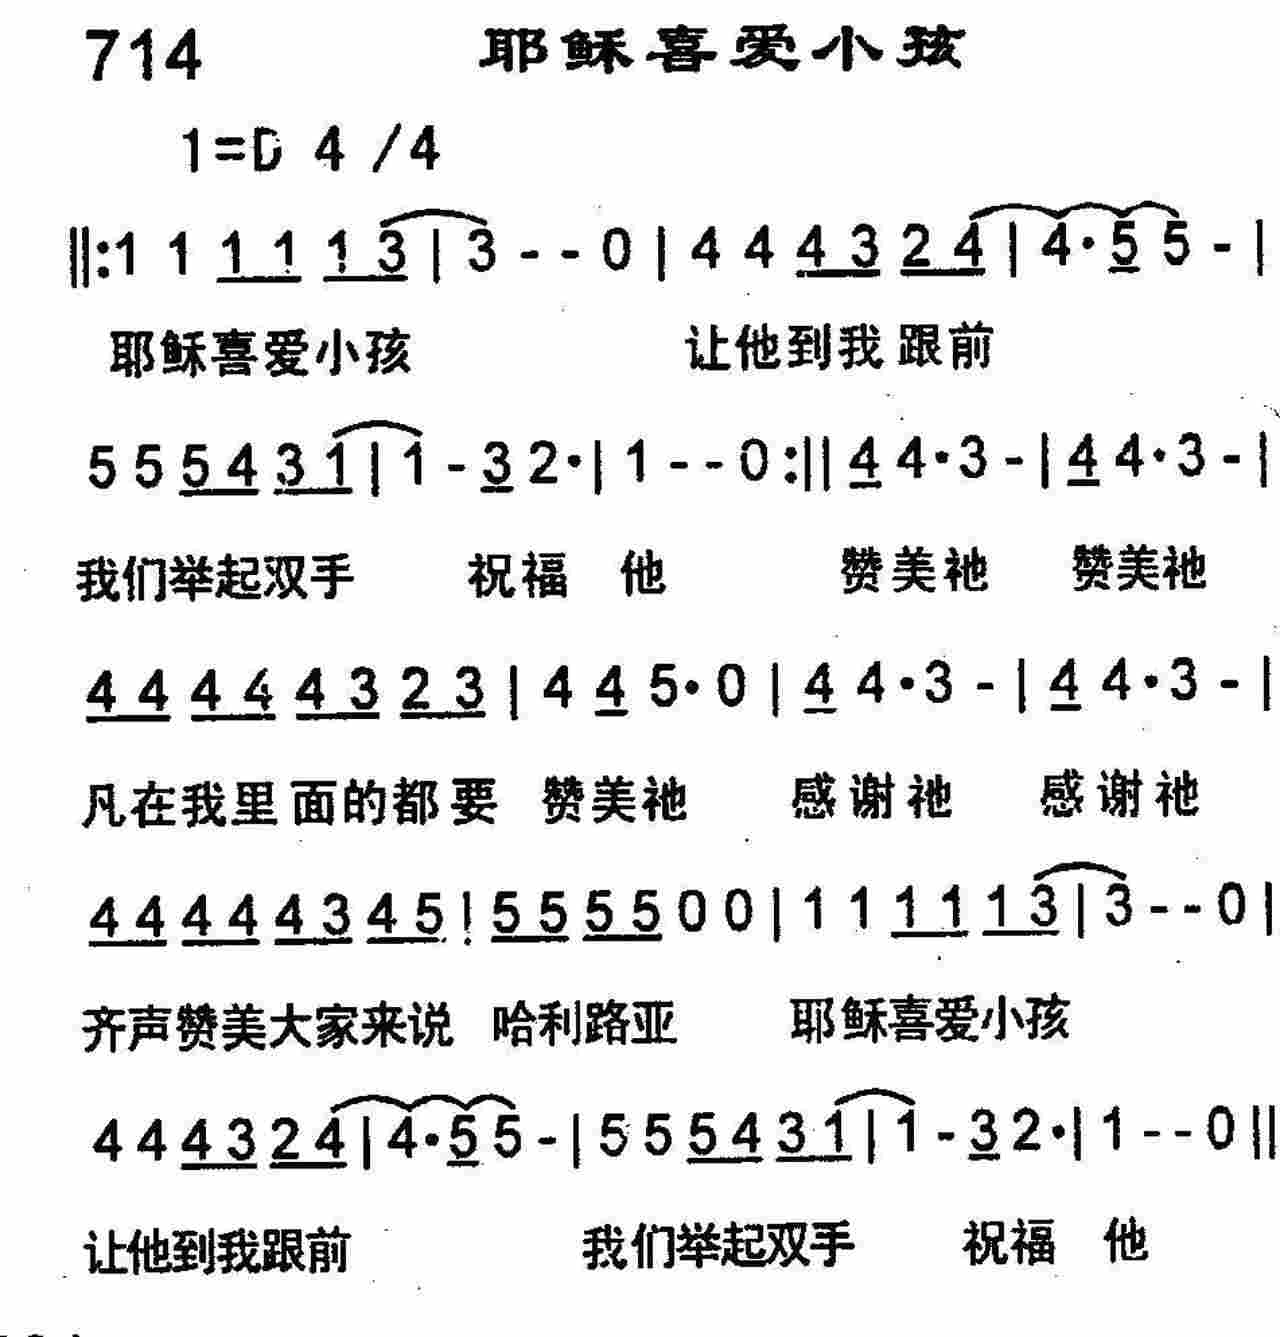 714 耶稣喜爱小孩
1=D 4 /4
‖:1 1 1 1 1 3 | 3 - - 0 | 4 4 4 3 2 4 | 4· 5 5 - |
耶稣喜爱小孩 让他到我跟前
5 5 5 4 3 1 | 1 - 3 2· | 1 - - 0 :‖ 4 4· 3 - | 4 4· 3 - |
我们举起双手 祝福 他 赞美祂 赞美祂
4 4 4 4 4 3 2 3 | 4 4 5· 0 | 4 4· 3 - | 4 4· 3 - |
凡在我里面的都要 赞美祂 感谢祂 感谢祂
4 4 4 4 4 3 4 5 | 5 5 5 5 0 0 | 1 1 1 1 1 3 | 3 - - 0 |
齐声赞美大家来说 哈利路亚 耶稣喜爱小孩
4 4 4 3 2 4 | 4· 5 5 - | 5 5 5 4 3 1 | 1 - 3 2· | 1 - - 0 ‖
让他到我跟前 我们举起双手 祝福 他